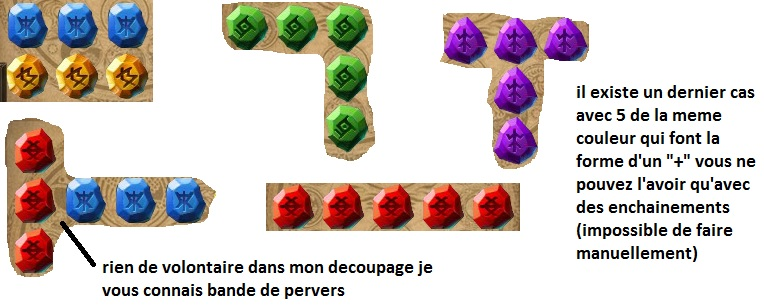 il existe un dernier cas
avec 5 de la meme
couleur qui font la
forme d'un "+" vous ne
pouvez l'avoir qu'avec
des enchainements
(impossible de faire
manuellement)
rien de volontaire dans mon decoupage je
vous connais bande de pervers